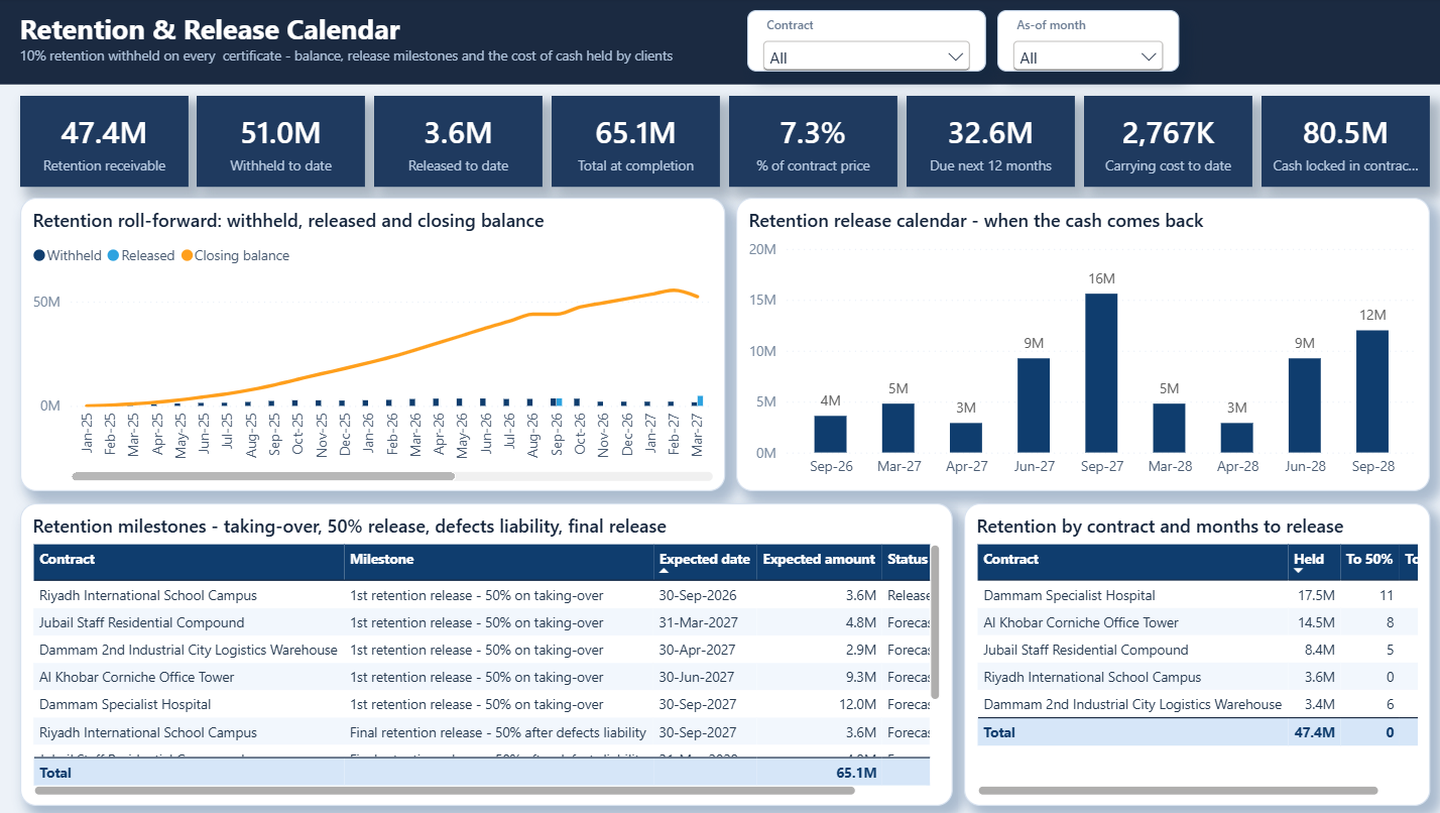 Retention & Release Calendar
10% retention withheld on every certificate - balance, release milestones and the cost of cash held by clients
Contract
All
As-of month
All
47.4M
Retention receivable
51.0M
Withheld to date
3.6M
Released to date
65.1M
Total at completion
7.3%
% of contract price
32.6M
Due next 12 months
2,767K
Carrying cost to date
80.5M
Cash locked in contrac...
Retention roll-forward: withheld, released and closing balance
Withheld Released Closing balance
50M
0M
Jan-25 Feb-25 Mar-25 Apr-25 May-25 Jun-25 Jul-25 Aug-25 Sep-25 Oct-25 Nov-25 Dec-25 Jan-26 Feb-26 Mar-26 Apr-26 May-26 Jun-26 Jul-26 Aug-26 Sep-26 Oct-26 Nov-26 Dec-26 Jan-27 Feb-27 Mar-27
Retention release calendar - when the cash comes back
20M
15M
10M
5M
0M
4M 5M 3M 9M 16M 5M 3M 9M 12M
Sep-26 Mar-27 Apr-27 Jun-27 Sep-27 Mar-28 Apr-28 Jun-28 Sep-28
Retention milestones - taking-over, 50% release, defects liability, final release
Contract Milestone Expected date Expected amount Status
Riyadh International School Campus 1st retention release - 50% on taking-over 30-Sep-2026 3.6M Release
Jubail Staff Residential Compound 1st retention release - 50% on taking-over 31-Mar-2027 4.8M Forecas
Dammam 2nd Industrial City Logistics Warehouse 1st retention release - 50% on taking-over 30-Apr-2027 2.9M Forecas
Al Khobar Corniche Office Tower 1st retention release - 50% on taking-over 30-Jun-2027 9.3M Forecas
Dammam Specialist Hospital 1st retention release - 50% on taking-over 30-Sep-2027 12.0M Forecas
Riyadh International School Campus Final retention release - 50% after defects liability 30-Sep-2027 3.6M Forecas
Total 65.1M
Retention by contract and months to release
Contract Held To 50% To
Dammam Specialist Hospital 17.5M 11
Al Khobar Corniche Office Tower 14.5M 8
Jubail Staff Residential Compound 8.4M 5
Riyadh International School Campus 3.6M 0
Dammam 2nd Industrial City Logistics Warehouse 3.4M 6
Total 47.4M 0